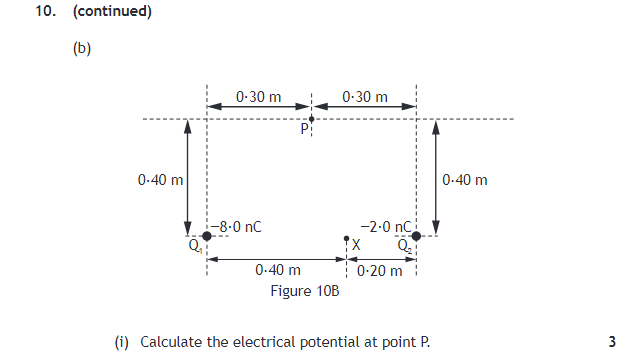 10. (continued)
(b)
0·30 m 0·30 m
P
0·40 m 0·40 m
−8·0 nC −2·0 nC
Q₁ X Q₂
0·40 m 0·20 m
Figure 10B
(i) Calculate the electrical potential at point P. 3